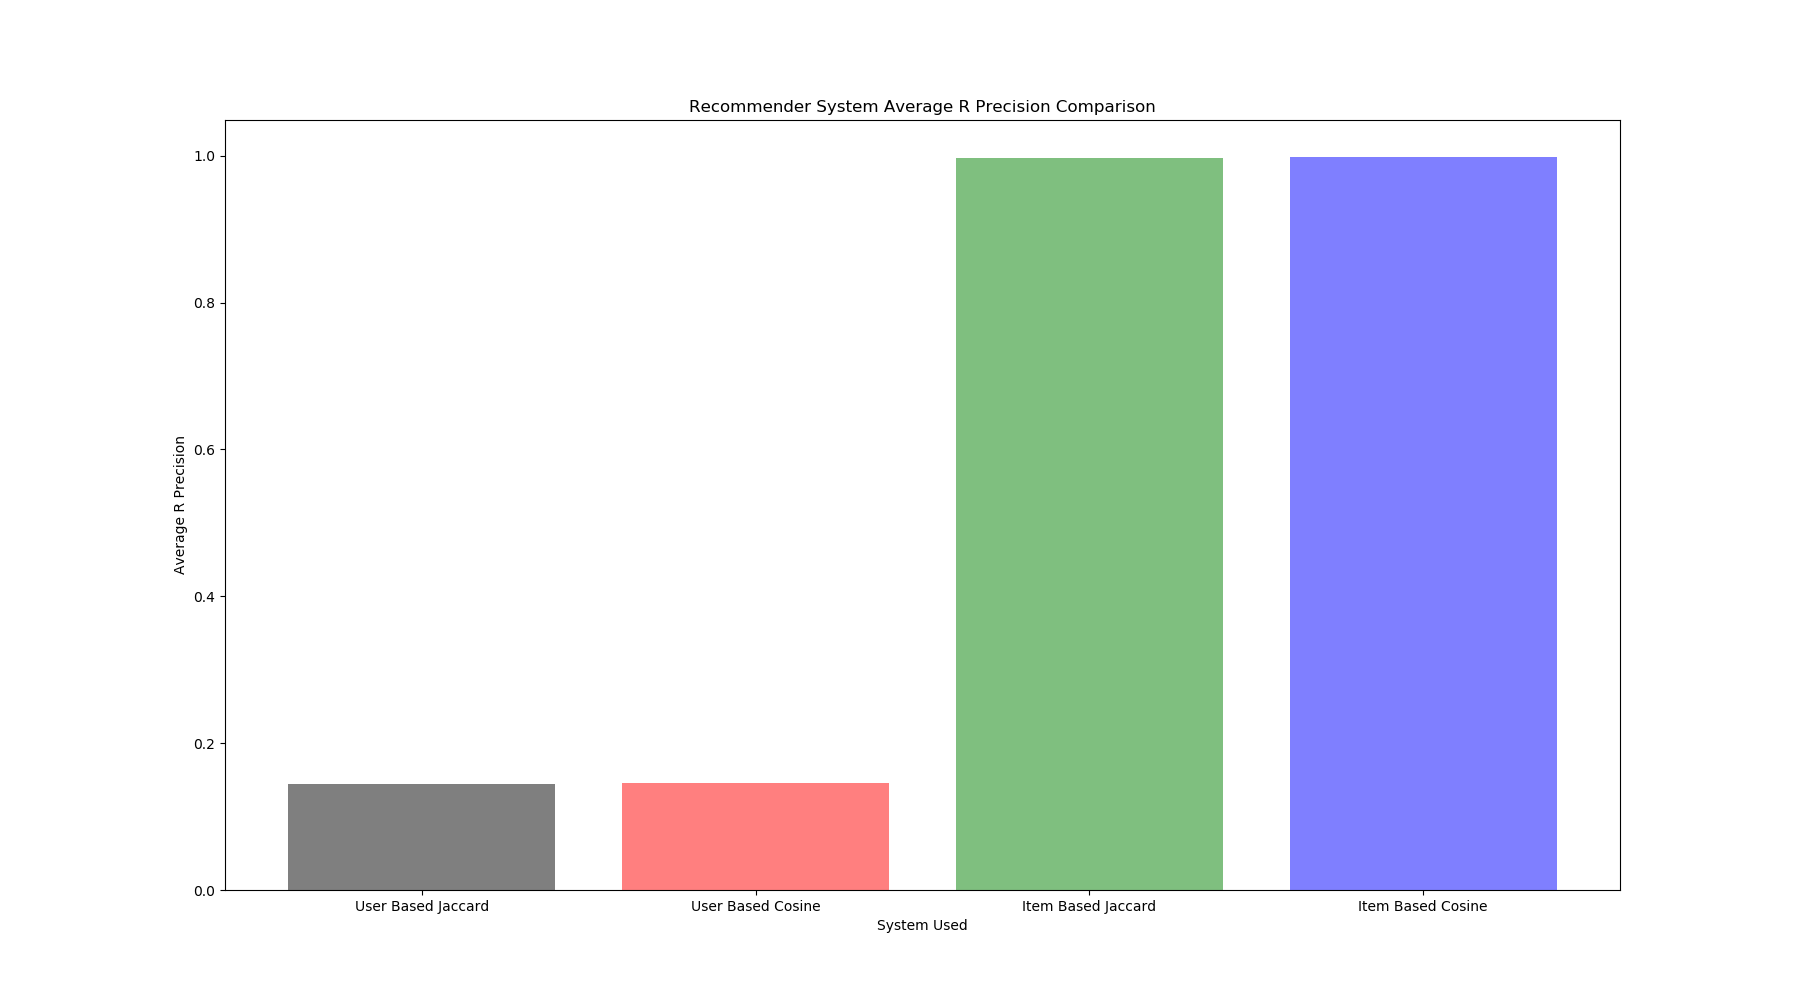 Recommender System Average R Precision Comparison
1.0
0.8
0.6
0.4
0.2
0.0
Average R Precision
User Based Jaccard
User Based Cosine
Item Based Jaccard
Item Based Cosine
System Used